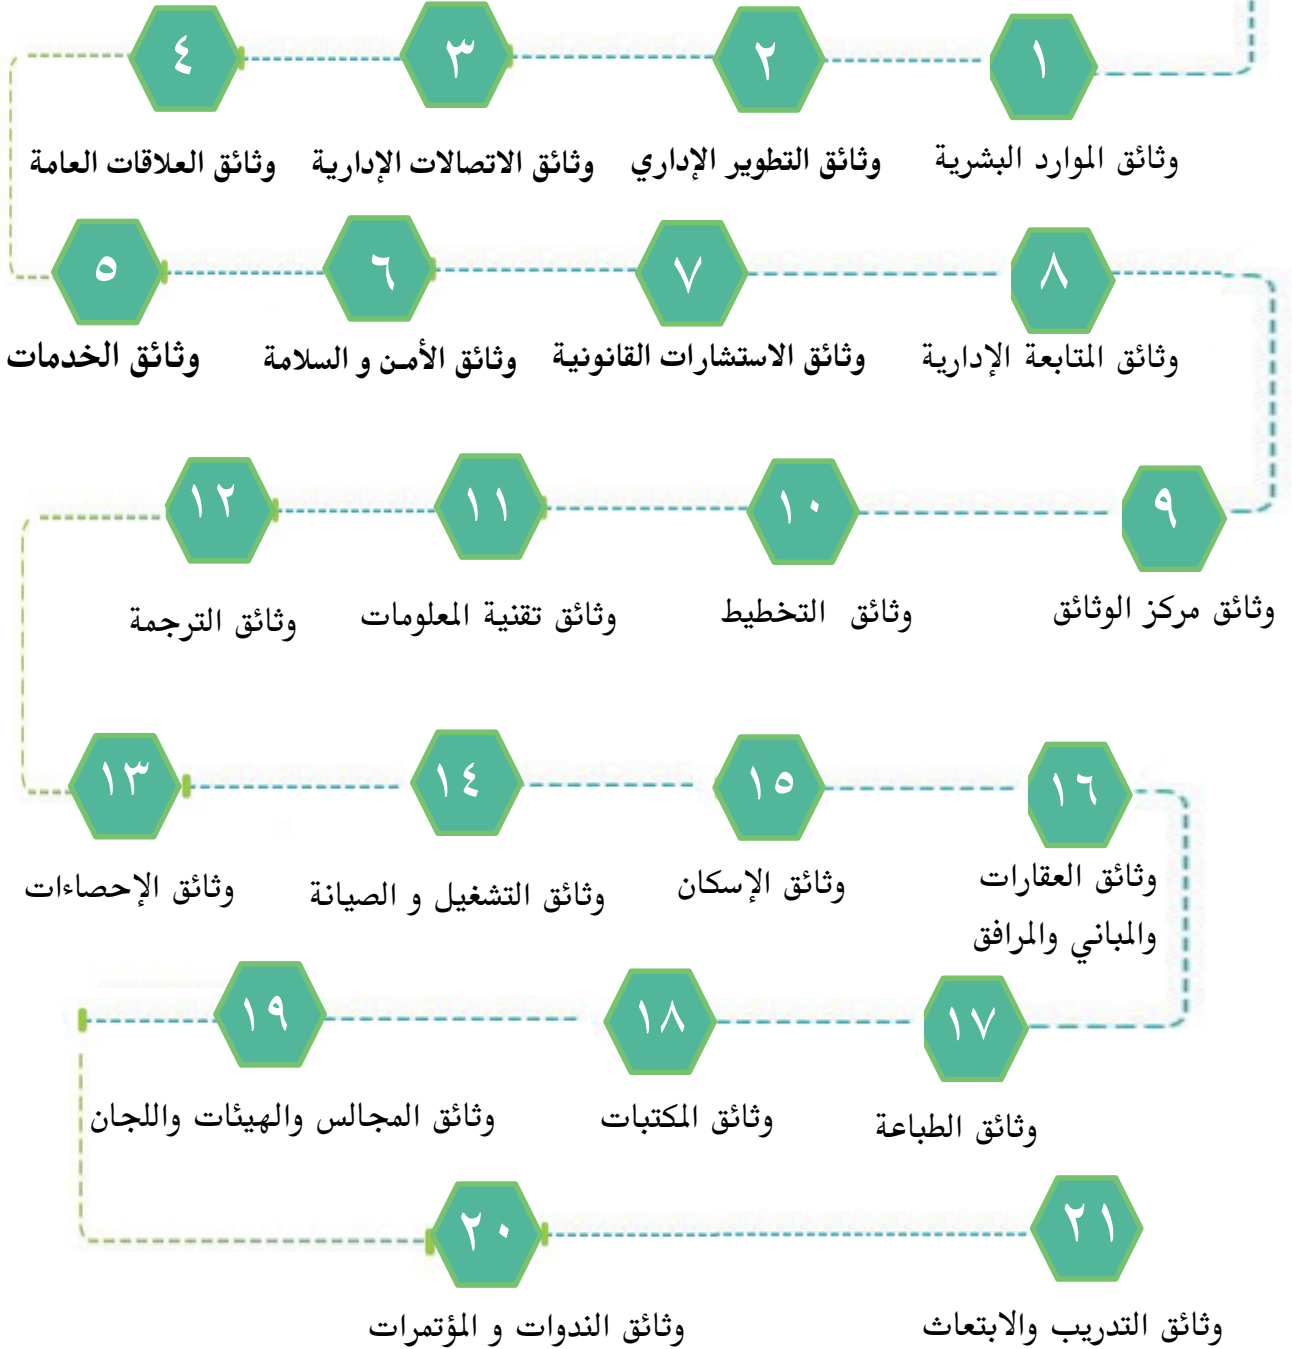 ١
٢
٣
٤
وثائق الموارد البشرية
وثائق التطوير الإداري
وثائق الاتصالات الإدارية
وثائق العلاقات العامة
٨
٧
٦
٥
وثائق المتابعة الإدارية
وثائق الاستشارات القانونية
وثائق الأمن و السلامة
وثائق الخدمات
٩
١٠
١١
١٢
وثائق مركز الوثائق
وثائق التخطيط
وثائق تقنية المعلومات
وثائق الترجمة
١٦
١٥
١٤
١٣
وثائق العقارات
والمباني والمرافق
وثائق الإسكان
وثائق التشغيل و الصيانة
وثائق الإحصاءات
١٧
١٨
١٩
وثائق الطباعة
وثائق المكتبات
وثائق المجالس والهيئات واللجان
٢١
٢٠
وثائق التدريب والابتعاث
وثائق الندوات و المؤتمرات